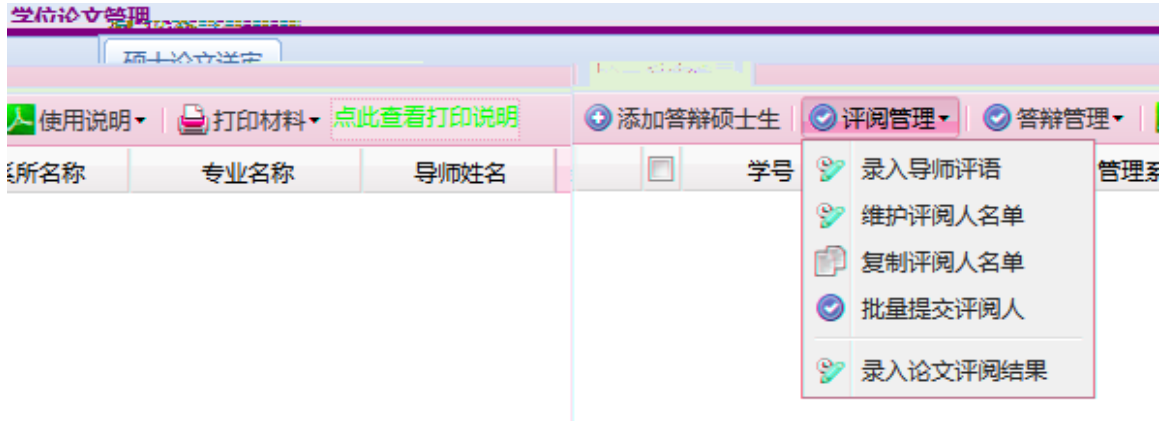 学位论文管理
硕士论文送审
使用说明 打印材料 点此查看打印说明
系所名称 专业名称 导师姓名
添加答辩硕士生 评阅管理 答辩管理
学号 管理系
录入导师评语
维护评阅人名单
复制评阅人名单
批量提交评阅人
录入论文评阅结果